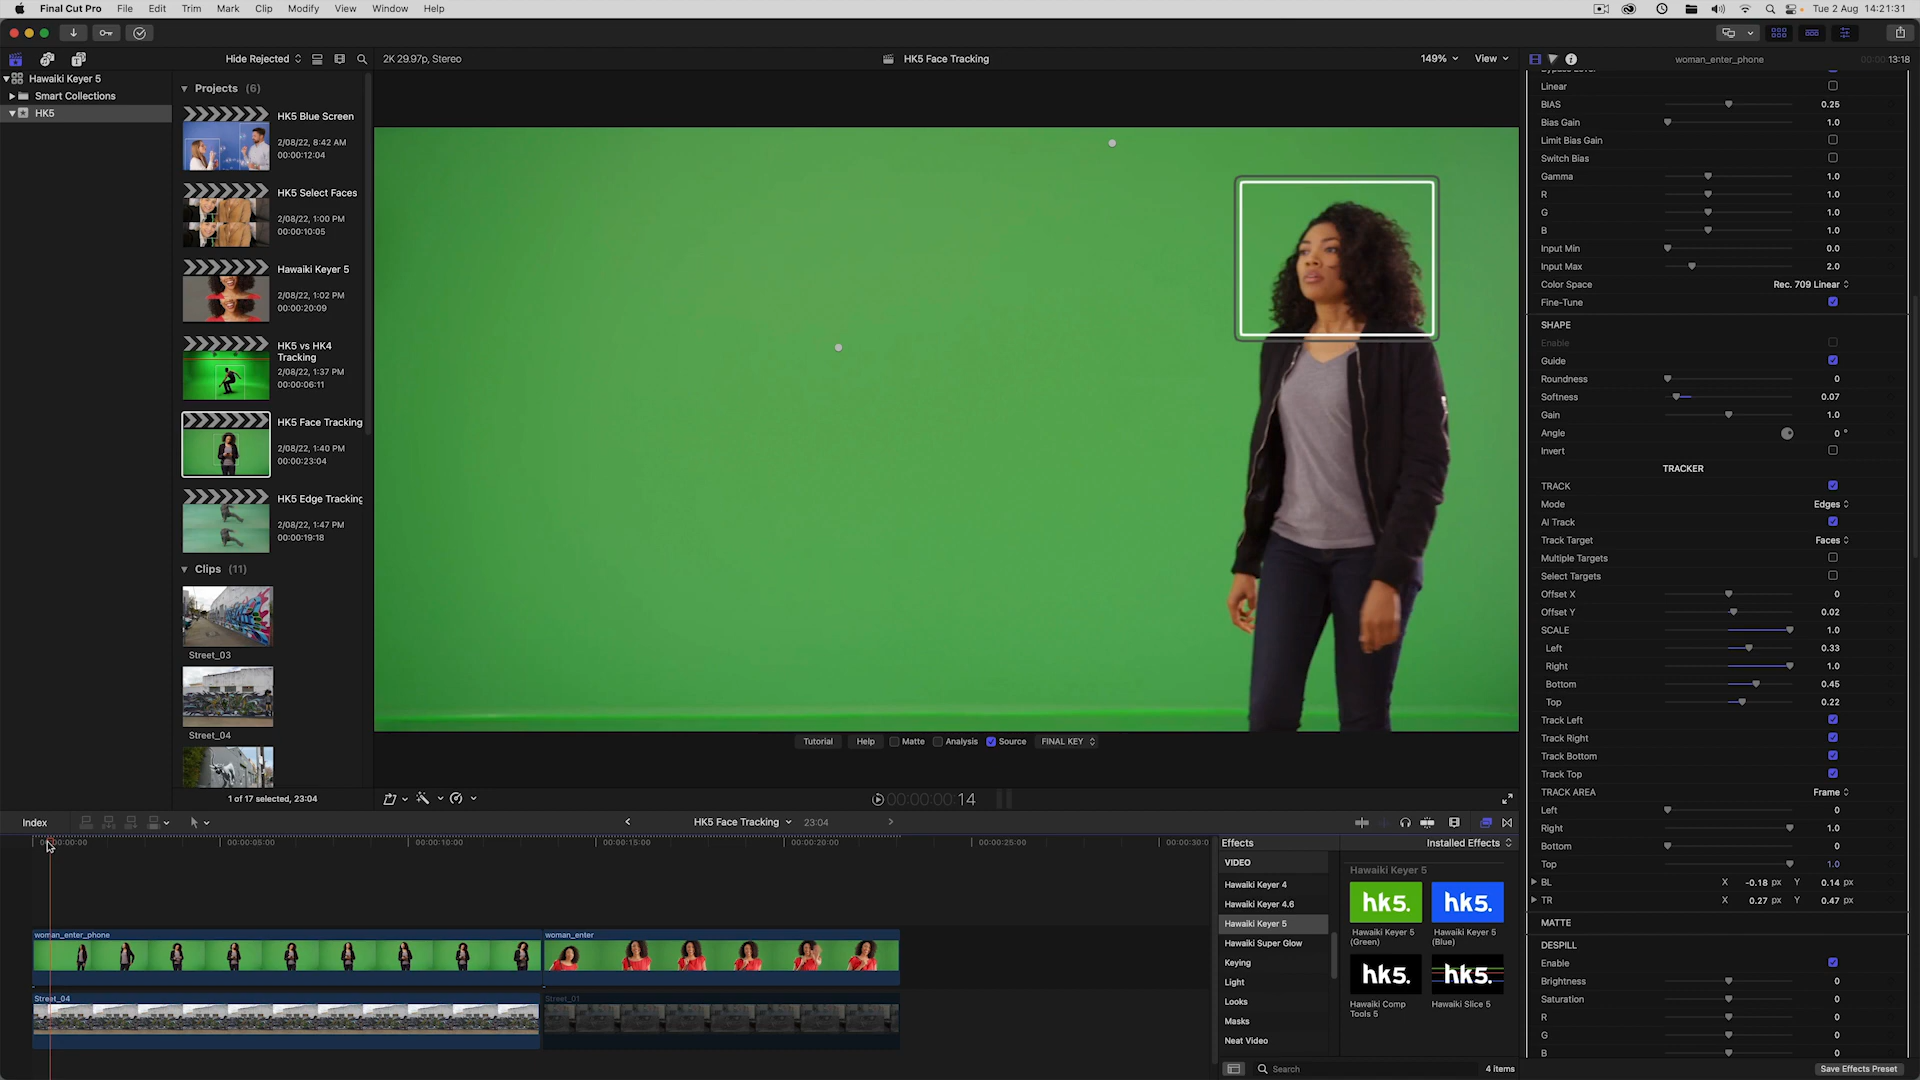 Final Cut Pro File Edit Trim Mark Clip Modify View Window Help
Tue 2 Aug 14:21:31
Hide Rejected
2K 29.97p, Stereo
HK5 Face Tracking
149% View
woman_enter_phone
13:18
Hawaiki Keyer 5
Smart Collections
HK5
Projects (6)
HK5 Blue Screen
2/08/22, 8:42 AM
00:00:12:04
HK5 Select Faces
2/08/22, 1:00 PM
00:00:10:05
Hawaiki Keyer 5
2/08/22, 1:02 PM
00:00:20:09
HK5 vs HK4
Tracking
2/08/22, 1:37 PM
00:00:06:11
HK5 Face Tracking
2/08/22, 1:40 PM
00:00:23:04
HK5 Edge Tracking
2/08/22, 1:47 PM
00:00:19:18
Clips (11)
Street_03
Street_04
1 of 17 selected, 23:04
Tutorial Help Matte Analysis Source FINAL KEY
00:00:00:14
Linear
BIAS 0.25
Bias Gain 1.0
Limit Bias Gain
Switch Bias
Gamma 1.0
R 1.0
G 1.0
B 1.0
Input Min 0.0
Input Max 2.0
Color Space Rec. 709 Linear
Fine-Tune
SHAPE
Enable
Guide
Roundness 0
Softness 0.07
Gain 1.0
Angle 0 °
Invert
TRACKER
TRACK
Mode Edges
AI Track
Track Target Faces
Multiple Targets
Select Targets
Offset X 0
Offset Y 0.02
SCALE 1.0
Left 0.33
Right 1.0
Bottom 0.45
Top 0.22
Track Left
Track Right
Track Bottom
Track Top
TRACK AREA Frame
Left 0
Right 1.0
Bottom 0
Top 1.0
BL X -0.18 px Y 0.14 px
TR X 0.27 px Y 0.47 px
MATTE
DESPILL
Enable
Brightness 0
Saturation 0
R 0
G 0
B 0
Save Effects Preset
Index
HK5 Face Tracking 23:04
00:00:00:00 00:00:05:00 00:00:10:00 00:00:15:00 00:00:20:00 00:00:25:00 00:00:30:0
woman_enter_phone
woman_enter
Street_04
Street_01
Effects
Installed Effects
VIDEO
Hawaiki Keyer 4
Hawaiki Keyer 4.6
Hawaiki Keyer 5
Hawaiki Super Glow
Keying
Light
Looks
Masks
Neat Video
Hawaiki Keyer 5
hk5.
hk5.
Hawaiki Keyer 5
(Green)
Hawaiki Keyer 5
(Blue)
hk5.
hk5.
Hawaiki Comp
Tools 5
Hawaiki Slice 5
Search
4 items